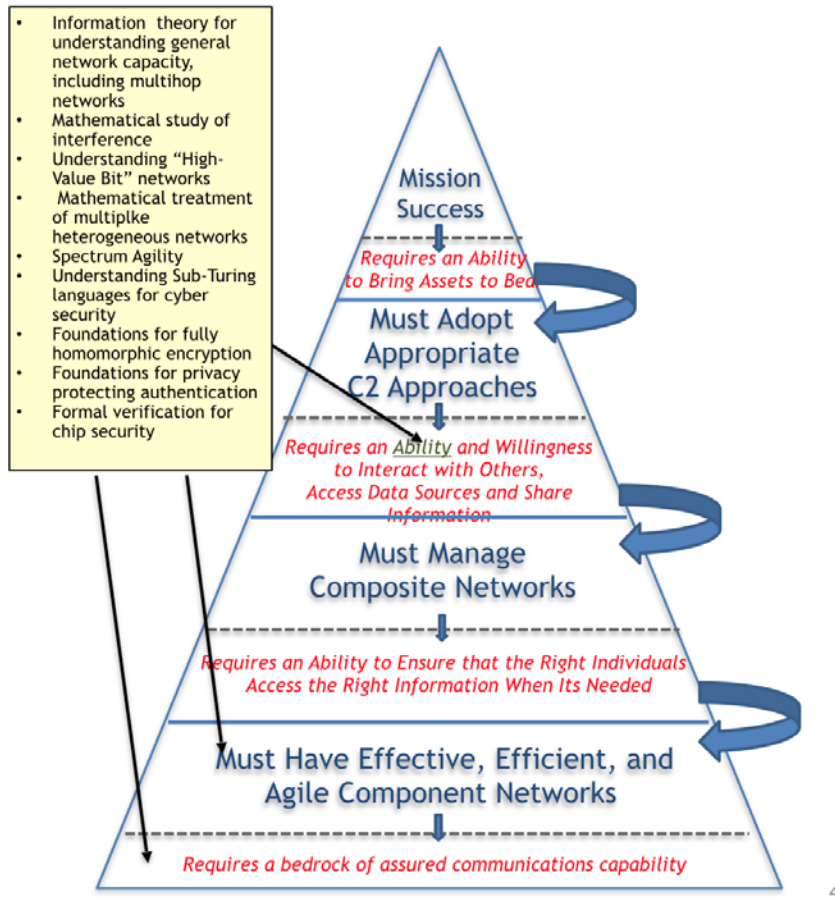 • Information theory for
understanding general
network capacity,
including multihop
networks
• Mathematical study of
interference
• Understanding “High-
Value Bit” networks
• Mathematical treatment
of multiplke
heterogeneous networks
• Spectrum Agility
• Understanding Sub-Turing
languages for cyber
security
• Foundations for fully
homomorphic encryption
• Foundations for privacy
protecting authentication
• Formal verification for
chip security
Mission
Success
Requires an Ability
to Bring Assets to Bea
Must Adopt
Appropriate
C2 Approaches
Requires an Ability and Willingness
to Interact with Others,
Access Data Sources and Share
Information
Must Manage
Composite Networks
Requires an Ability to Ensure that the Right Individuals
Access the Right Information When Its Needed
Must Have Effective, Efficient, and
Agile Component Networks
Requires a bedrock of assured communications capability